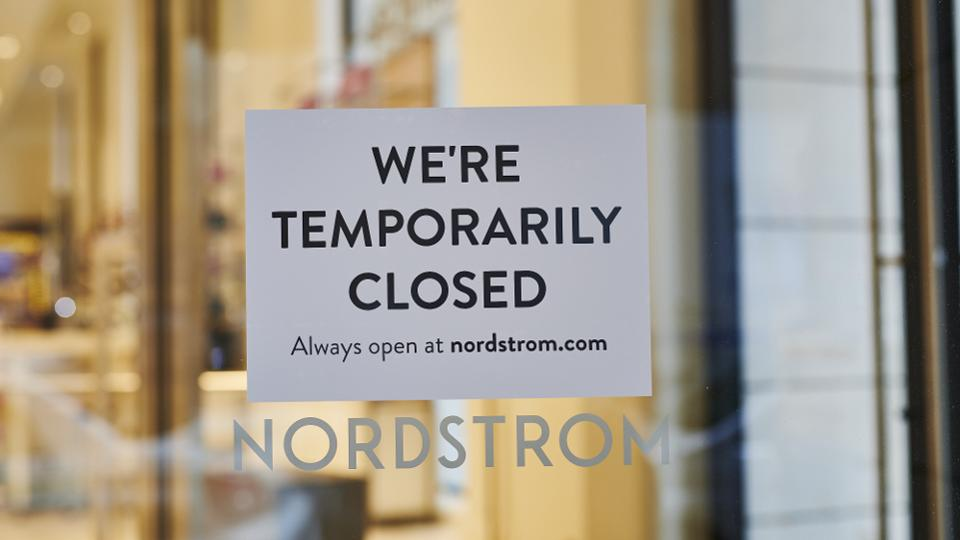 WE'RE
TEMPORARILY
CLOSED
Always open at nordstrom.com
NORDSTROM